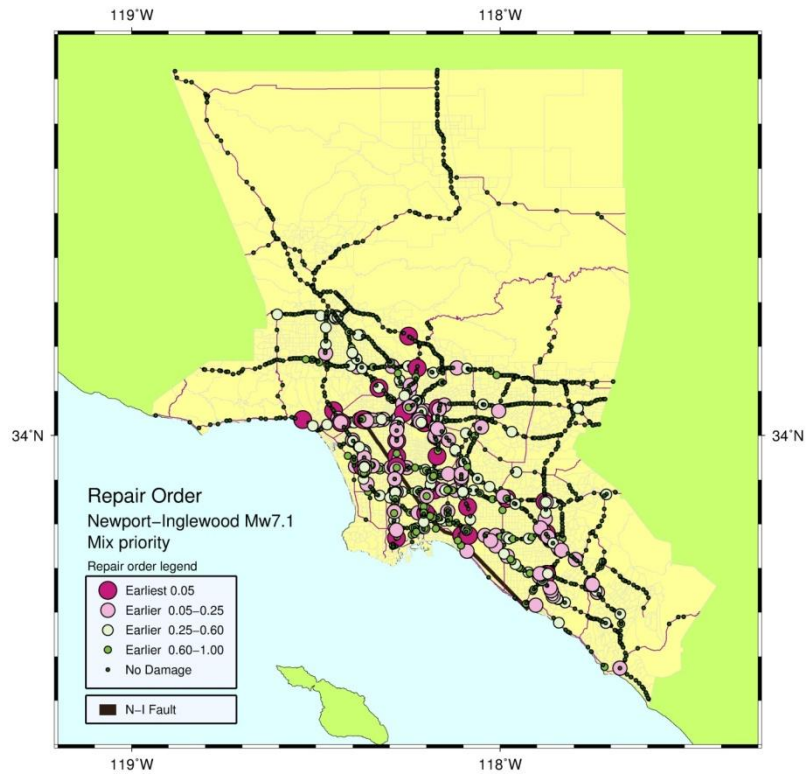 119˚W
118˚W
34˚N
34˚N
Repair Order
Newport−Inglewood Mw7.1
Mix priority
Repair order legend
Earliest 0.05
Earlier 0.05−0.25
Earlier 0.25−0.60
Earlier 0.60−1.00
No Damage
N−I Fault
119˚W
118˚W